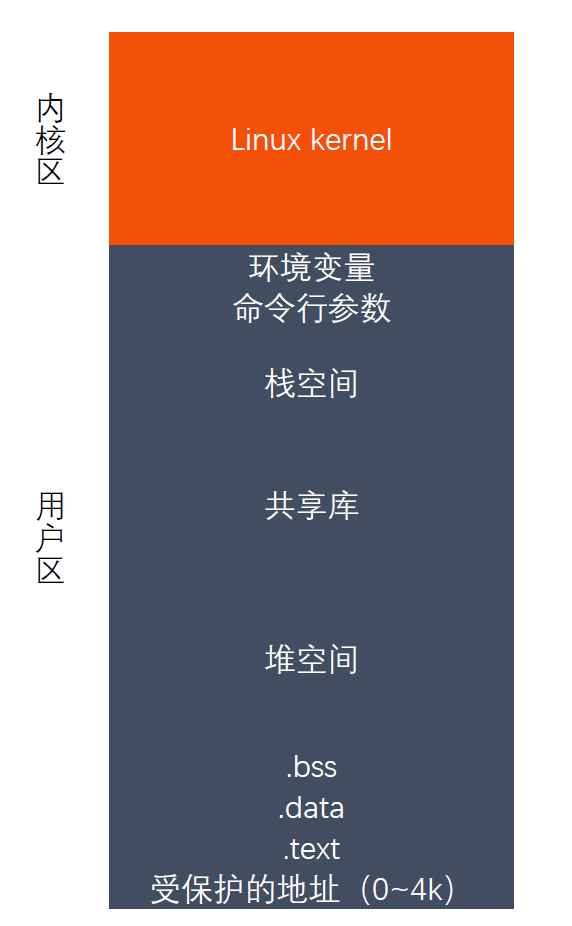 内核区
Linux kernel
环境变量
命令行参数
栈空间
共享库
用户区
堆空间
.bss
.data
.text
受保护的地址（0~4k）